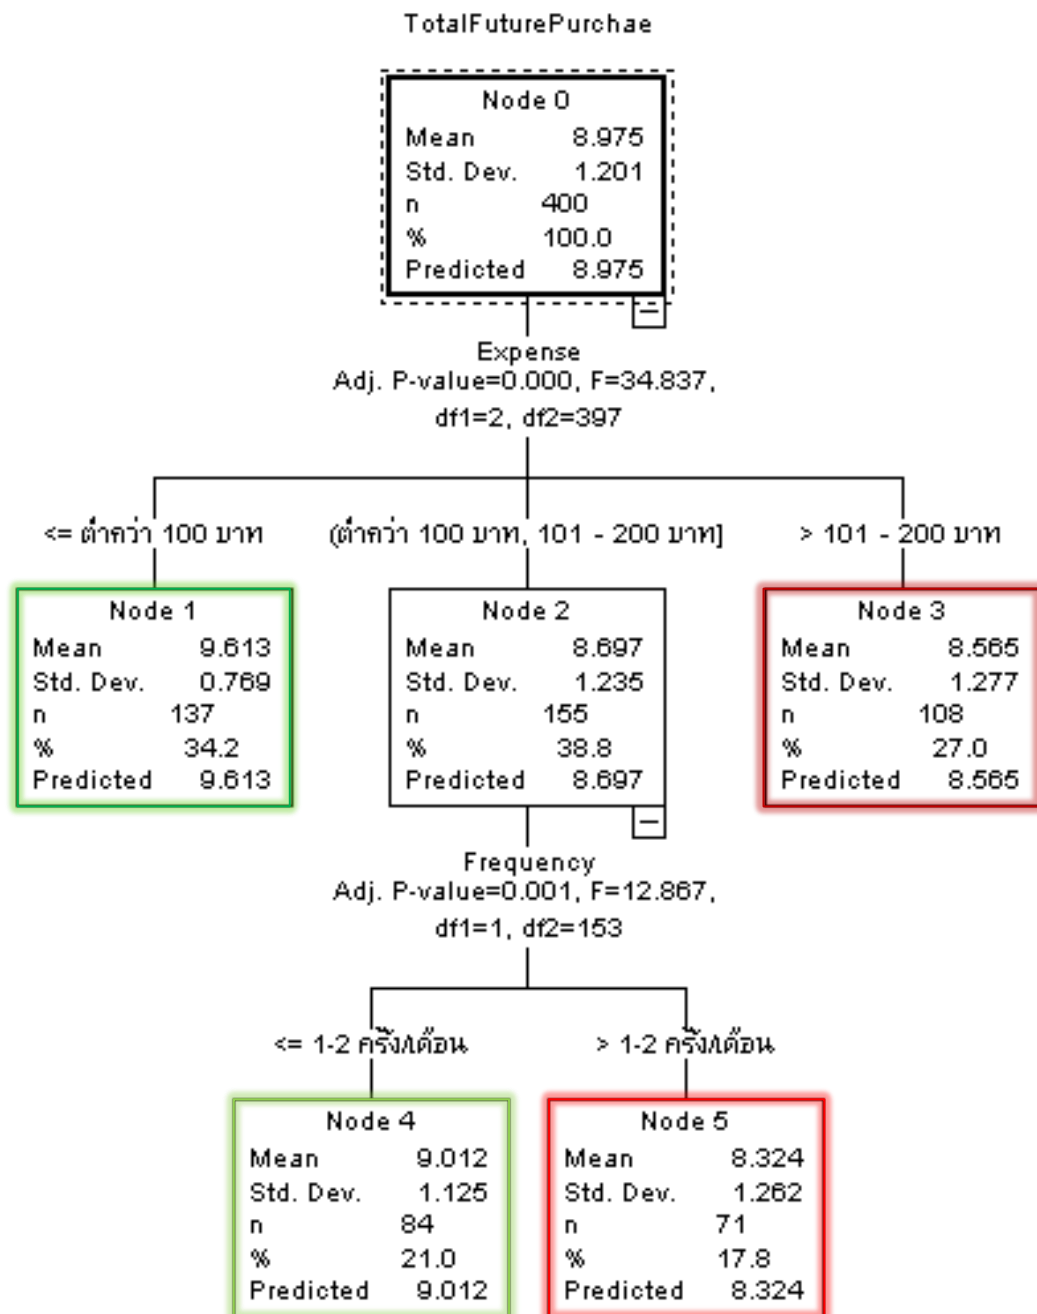 TotalFuturePurchae
Node 0
Mean 8.975
Std. Dev. 1.201
n 400
% 100.0
Predicted 8.975
Expense
Adj. P-value=0.000, F=34.837,
df1=2, df2=397
<= ต่ำกว่า 100 บาท
(ต่ำกว่า 100 บาท, 101 - 200 บาท]
> 101 - 200 บาท
Node 1
Mean 9.613
Std. Dev. 0.769
n 137
% 34.2
Predicted 9.613
Node 2
Mean 8.697
Std. Dev. 1.235
n 155
% 38.8
Predicted 8.697
Node 3
Mean 8.565
Std. Dev. 1.277
n 108
% 27.0
Predicted 8.565
Frequency
Adj. P-value=0.001, F=12.867,
df1=1, df2=153
<= 1-2 ครั้ง/เดือน
> 1-2 ครั้ง/เดือน
Node 4
Mean 9.012
Std. Dev. 1.125
n 84
% 21.0
Predicted 9.012
Node 5
Mean 8.324
Std. Dev. 1.262
n 71
% 17.8
Predicted 8.324